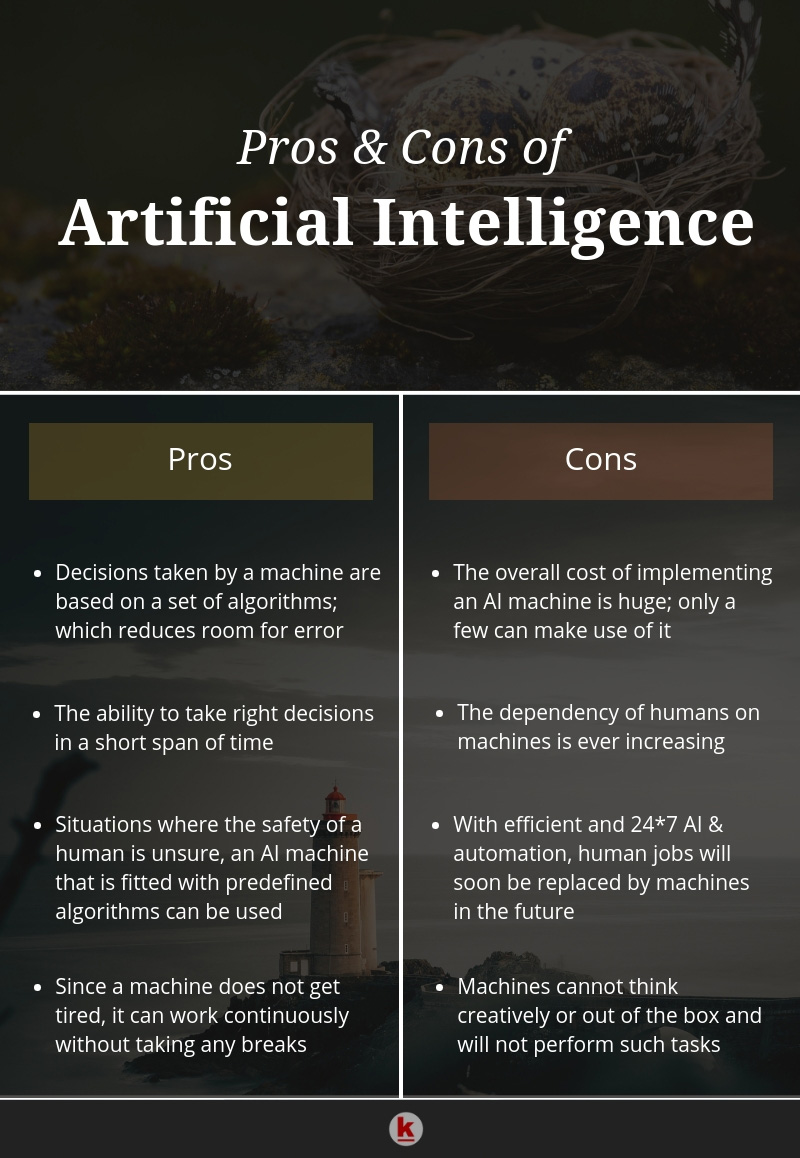 Pros & Cons of
Artificial Intelligence
Pros
• Decisions taken by a machine are
based on a set of algorithms;
which reduces room for error
• The ability to take right decisions
in a short span of time
• Situations where the safety of a
human is unsure, an AI machine
that is fitted with predefined
algorithms can be used
• Since a machine does not get
tired, it can work continuously
without taking any breaks
Cons
• The overall cost of implementing
an AI machine is huge; only a
few can make use of it
• The dependency of humans on
machines is ever increasing
• With efficient and 24*7 AI &
automation, human jobs will
soon be replaced by machines
in the future
• Machines cannot think
creatively or out of the box and
will not perform such tasks
k